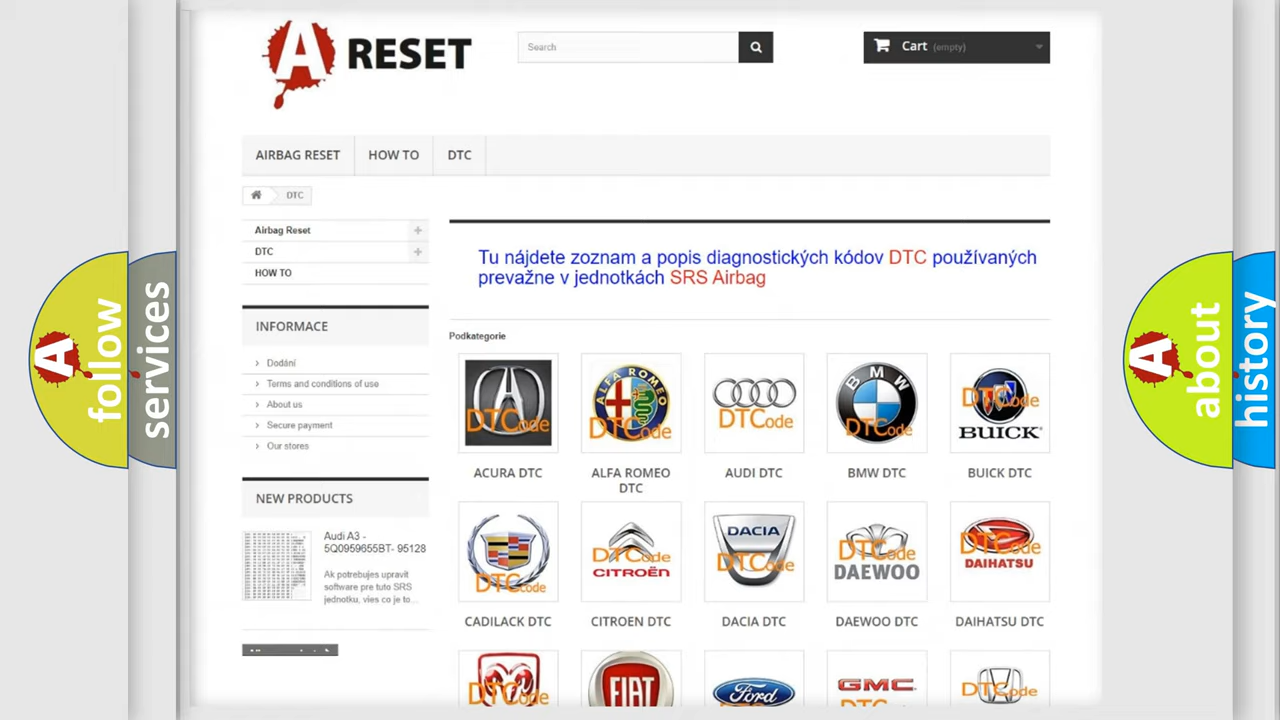 A RESET
Search
Cart (empty)
AIRBAG RESET
HOW TO
DTC
DTC
Airbag Reset
DTC
HOW TO
Tu nájdete zoznam a popis diagnostických kódov DTC používaných
prevažne v jednotkách SRS Airbag
INFORMACE
Dodání
Terms and conditions of use
About us
Secure payment
Our stores
NEW PRODUCTS
Audi A3 -
5Q0959655BT- 95128
Ak potrebujes upravit
software pre tuto SRS
jednotku, vies co je to...
Podkategorie
DTCode
ALFA ROMEO
DTCode
DTCode
BMW
DTCode
DTCode
BUICK
ACURA DTC
ALFA ROMEO
DTC
AUDI DTC
BMW DTC
BUICK DTC
DTCode
DTCode
CITROËN
DACIA
DTCode
DTCode
DAEWOO
DTCode
DAIHATSU
CADILACK DTC
CITROEN DTC
DACIA DTC
DAEWOO DTC
DAIHATSU DTC
DTCode
FIAT
Ford
GMC
DTCode
A
follow
services
A
about
history